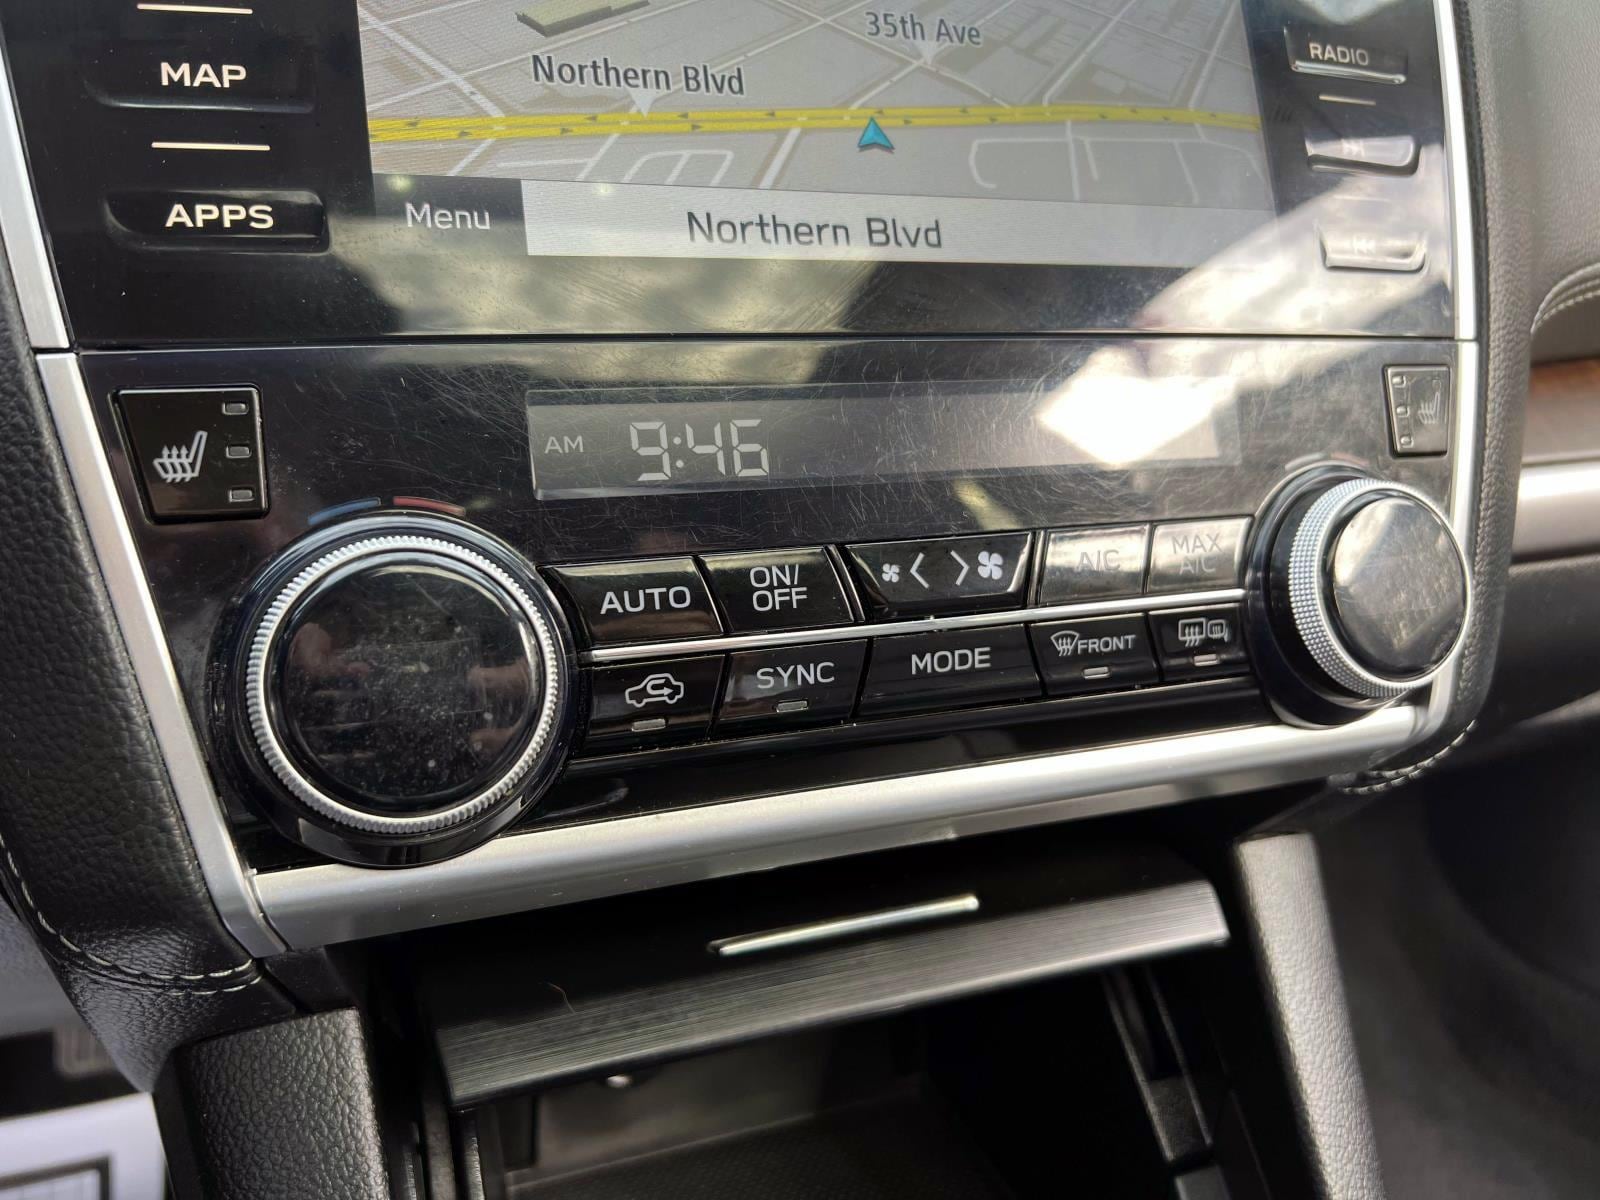 35th Ave
RADIO
MAP
Northern Blvd
APPS
Menu
Northern Blvd
AM 9:46
AUTO
ON/
OFF
A/C
MAX
A/C
SYNC
MODE
FRONT